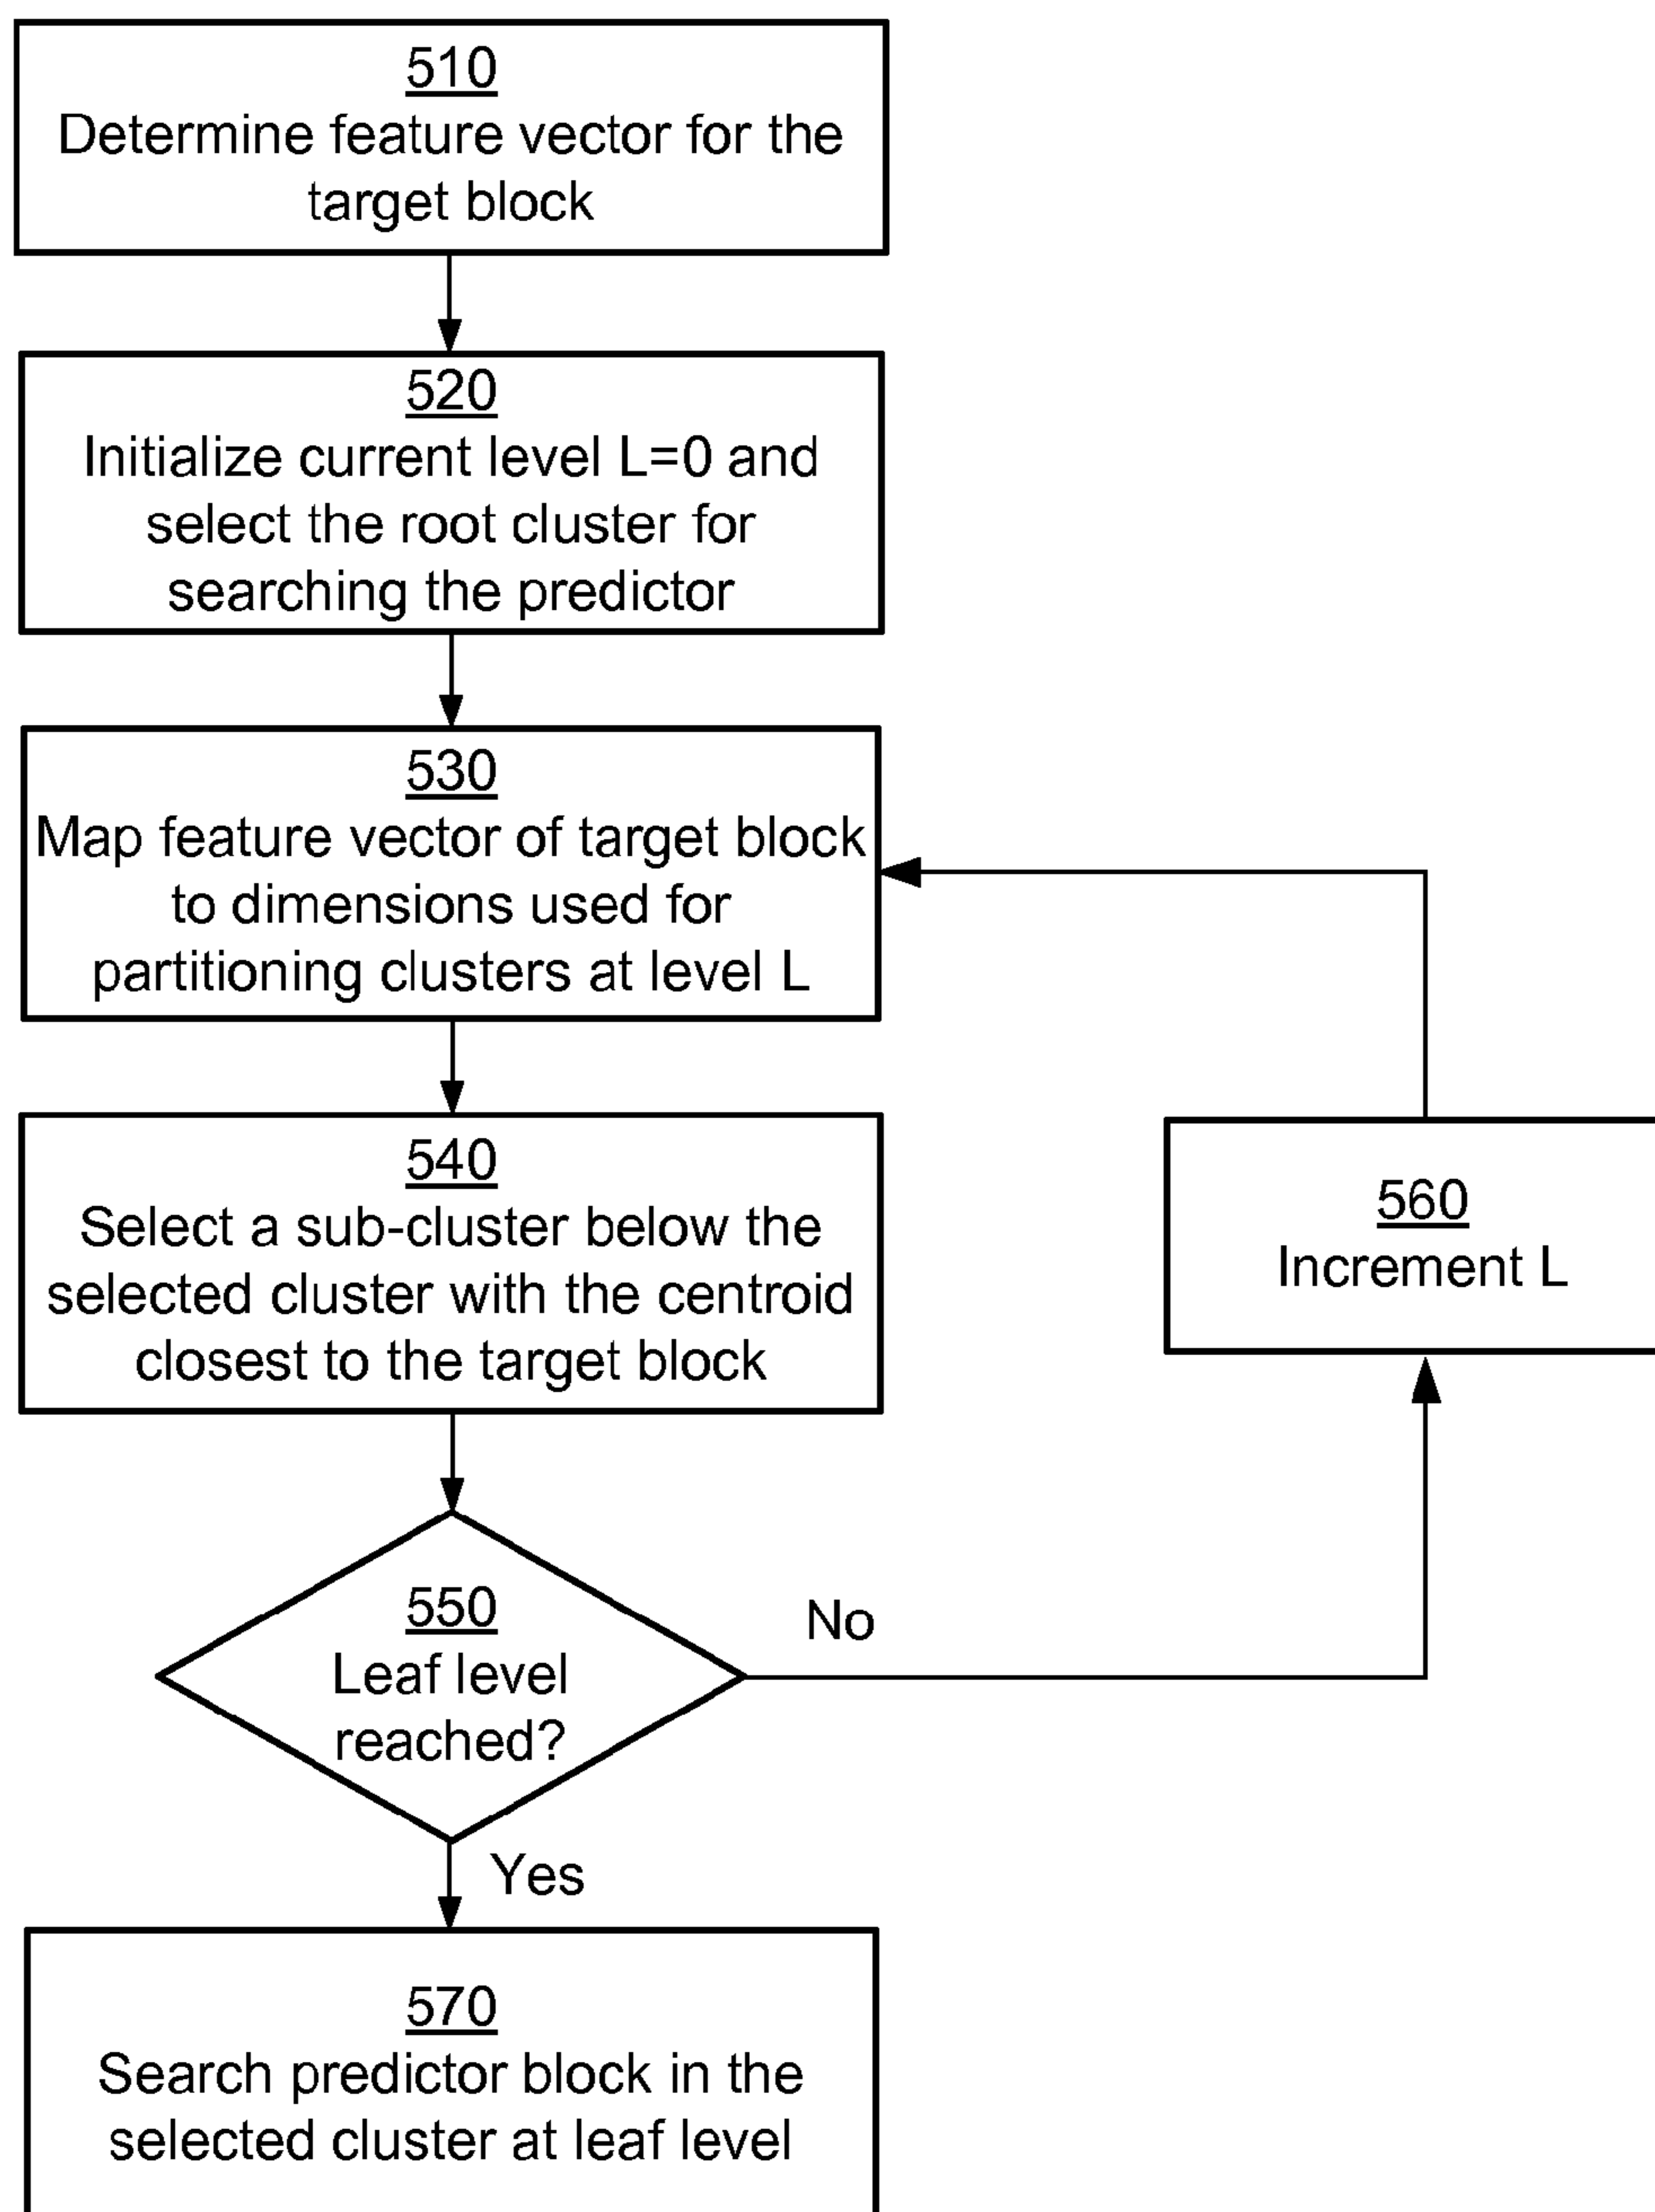 510
Determine feature vector for the
target block
520
Initialize current level L=0 and
select the root cluster for
searching the predictor
530
Map feature vector of target block
to dimensions used for
partitioning clusters at level L
540
Select a sub-cluster below the
selected cluster with the centroid
closest to the target block
560
Increment L
550
Leaf level
reached?
No
Yes
570
Search predictor block in the
selected cluster at leaf level